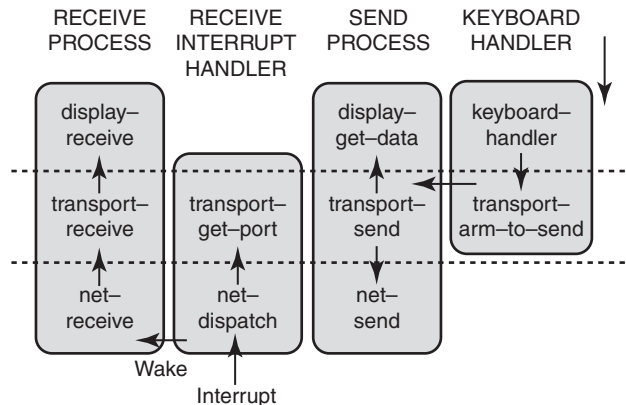 RECEIVE
PROCESS
RECEIVE
INTERRUPT
HANDLER
SEND
PROCESS
KEYBOARD
HANDLER
display–
receive
display–
get–data
keyboard–
handler
transport–
receive
transport–
get–port
transport–
send
transport–
arm–to–send
net–
receive
net–
dispatch
net–
send
Wake
Interrupt